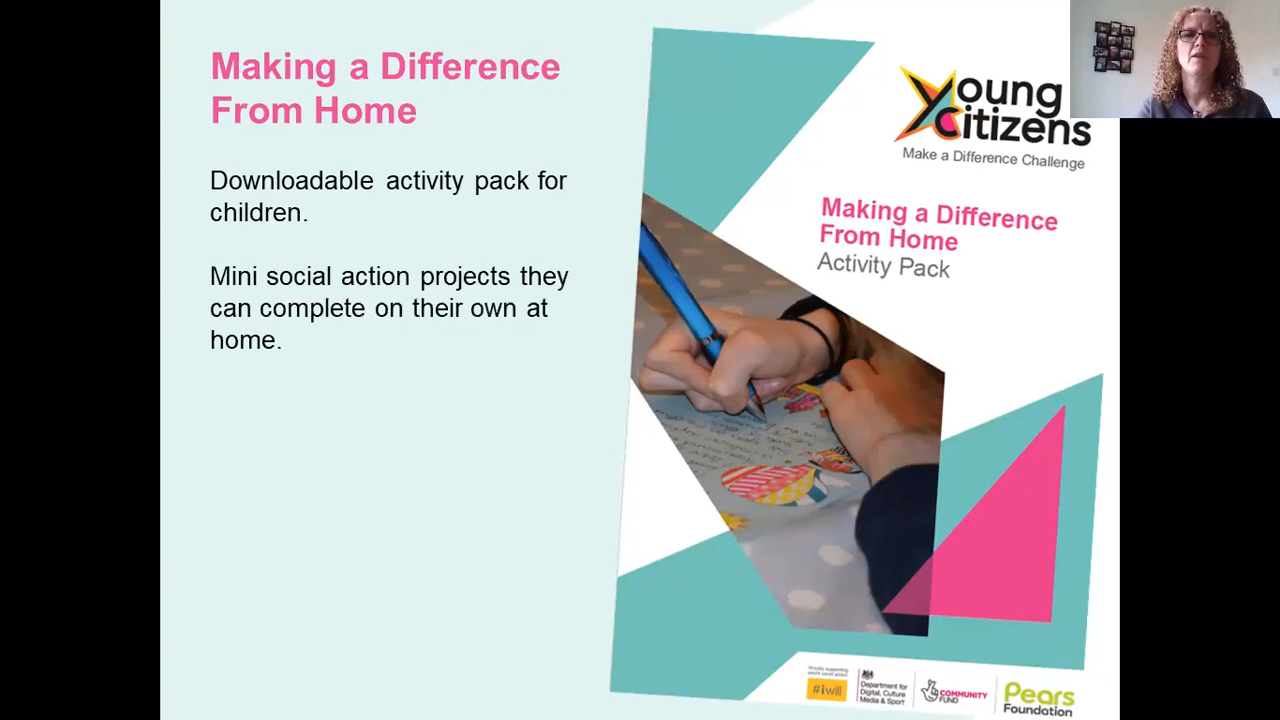 Making a Difference
From Home
Downloadable activity pack for
children.
Mini social action projects they
can complete on their own at
home.
Young
Citizens
Make a Difference Challenge
Making a Difference
From Home
Activity Pack
#iwill
Department for
Digital, Culture
Media & Sport
COMMUNITY
FUND
Pears
Foundation